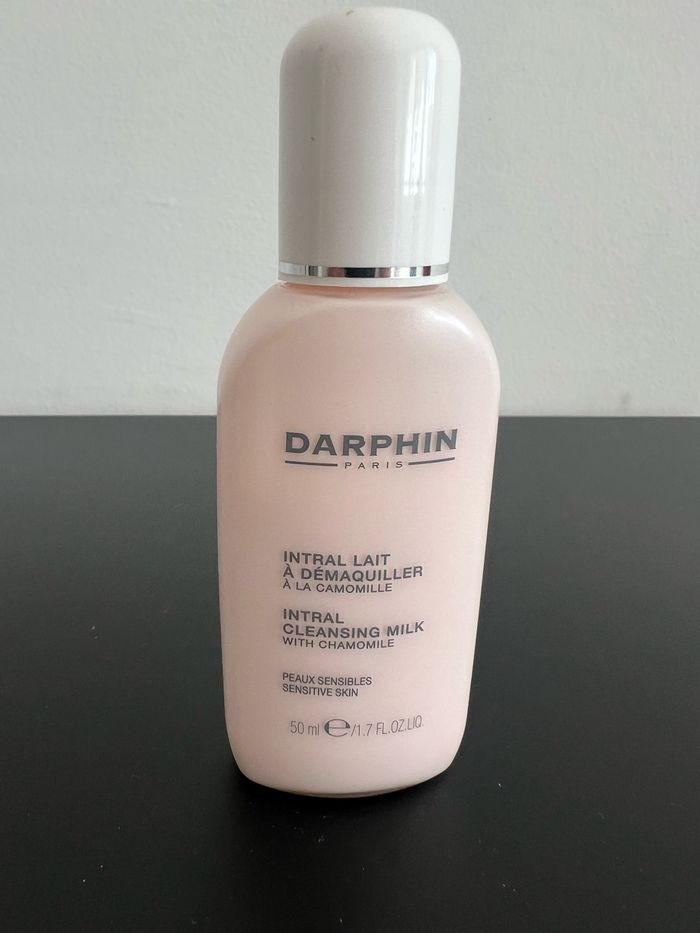 DARPHIN
PARIS
INTRAL LAIT
À DÉMAQUILLER
À LA CAMOMILLE
INTRAL
CLEANSING MILK
WITH CHAMOMILE
PEAUX SENSIBLES
SENSITIVE SKIN
50 ml ℮/1.7 FL.OZ.LIQ.